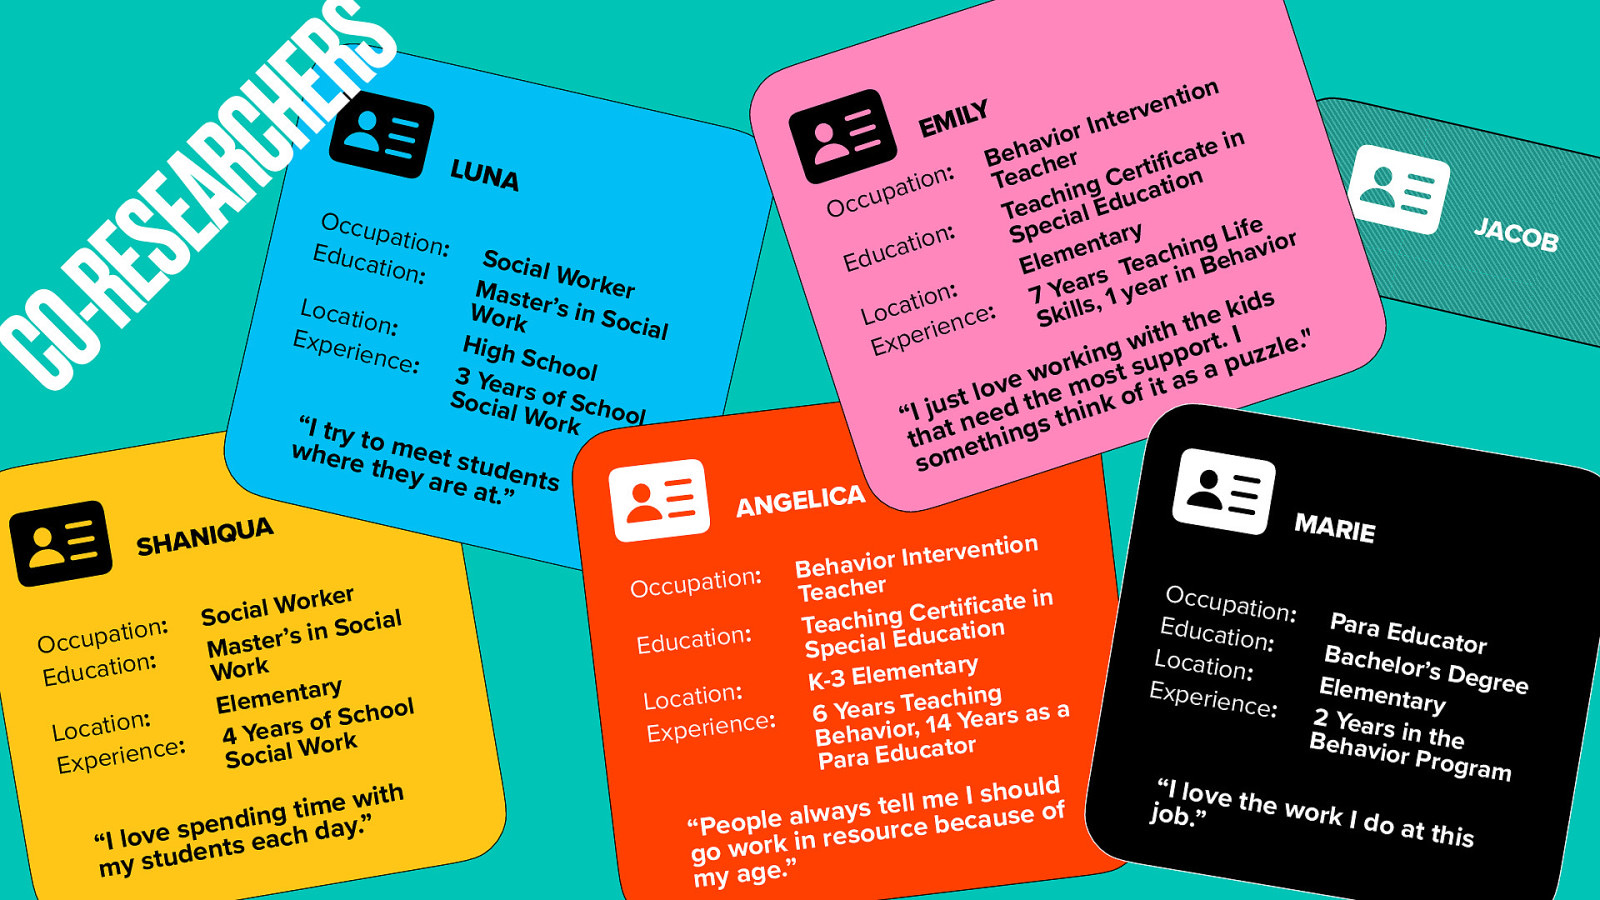 CO-RESEARCHERS
LUNA
Occupation: Social Worker
Education: Master’s in Social
Work
Location: High School
Experience: 3 Years of School
Social Work
“I try to meet students
where they are at.”
EMILY
Occupation: Behavior Intervention
Teacher
Education: Teaching Certificate in
Special Education
Location: Elementary
Experience: 7 Years Teaching Life
Skills, 1 year in Behavior
“I just love working with the kids
that need the most support. I
somethings think of it as a puzzle."
JACOB
SHANIQUA
Occupation: Social Worker
Education: Master’s in Social
Work
Location: Elementary
Experience: 4 Years of School
Social Work
“I love spending time with
my students each day.”
ANGELICA
Occupation: Behavior Intervention
Teacher
Education: Teaching Certificate in
Special Education
Location: K-3 Elementary
Experience: 6 Years Teaching
Behavior, 14 Years as a
Para Educator
“People always tell me I should
go work in resource because of
my age.”
MARIE
Occupation: Para Educator
Education: Bachelor’s Degree
Location: Elementary
Experience: 2 Years in the
Behavior Program
“I love the work I do at this
job.”